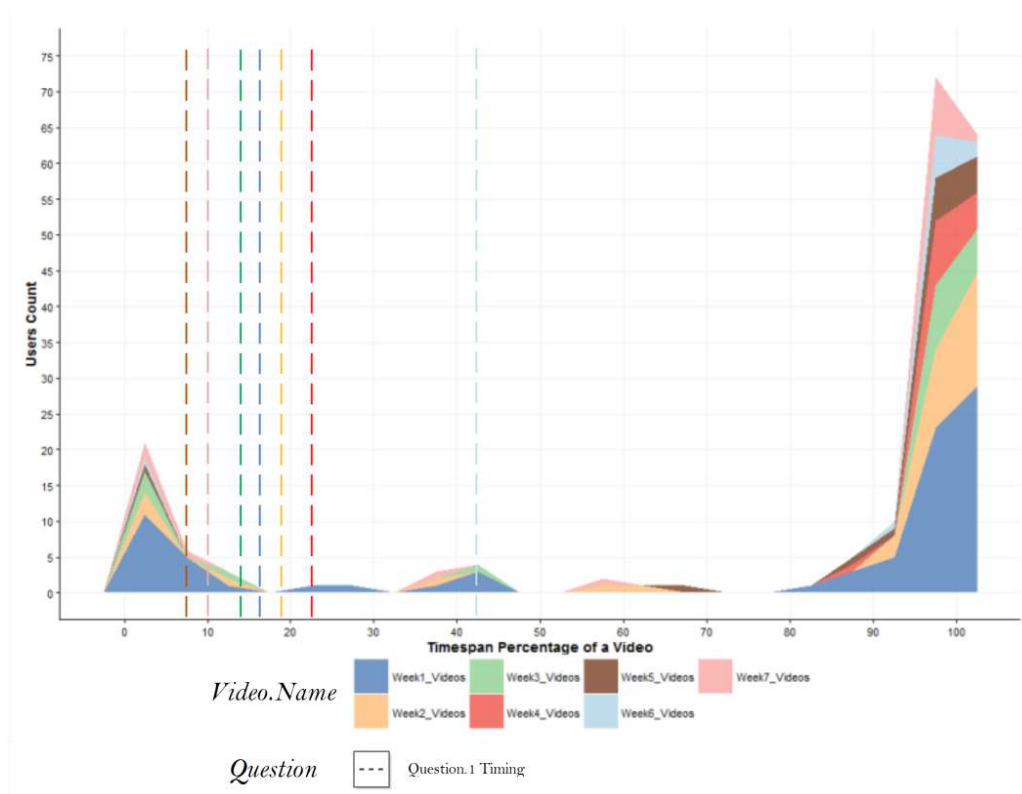 75
70
65
60
55
50
45
40
35
30
25
20
15
10
5
0
Users Count
0 10 20 30 40 50 60 70 80 90 100
Timespan Percentage of a Video
Video.Name
Week1_Videos Week3_Videos Week5_Videos Week7_Videos
Week2_Videos Week4_Videos Week6_Videos
Question Question.1 Timing